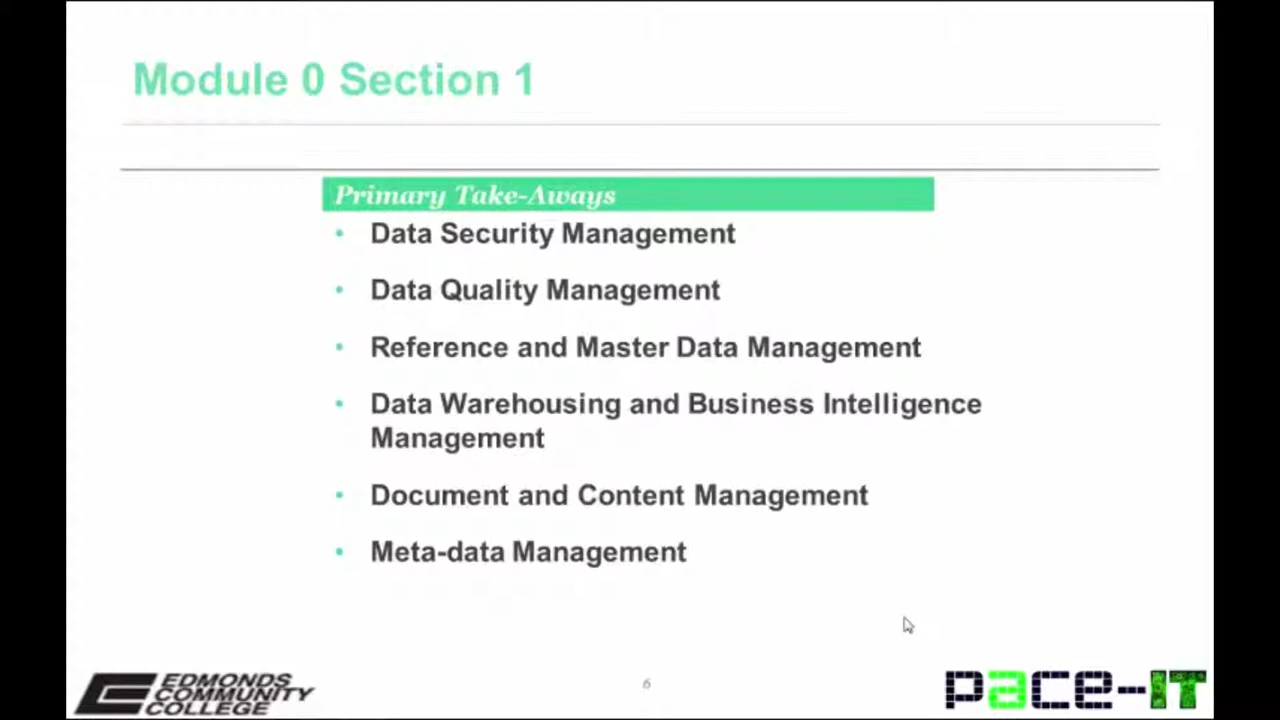 Module 0 Section 1
Primary Take-Aways
• Data Security Management
• Data Quality Management
• Reference and Master Data Management
• Data Warehousing and Business Intelligence
Management
• Document and Content Management
• Meta-data Management
EDMONDS
COMMUNITY
COLLEGE
6
pace-IT